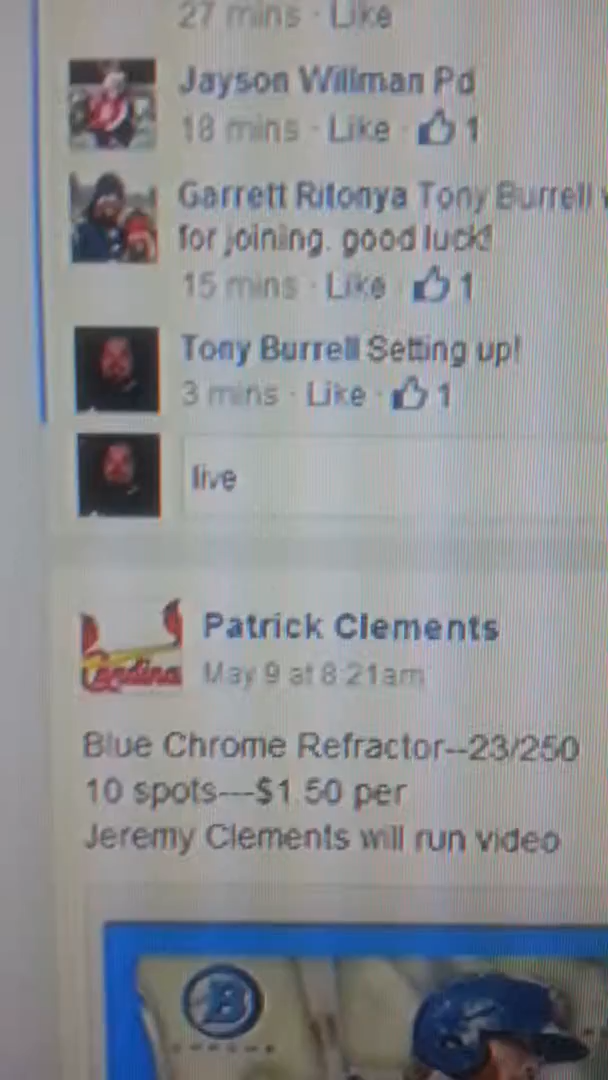 27 mins · Like
Jayson Willman Pd
18 mins · Like · 1
Garrett Ritonya Tony Burrell
for joining. good luck!
15 mins · Like · 1
Tony Burrell Setting up!
3 mins · Like · 1
live
Patrick Clements
Cardinals
May 9 at 8:21am
Blue Chrome Refractor--23/250
10 spots---$1.50 per
Jeremy Clements will run video
B